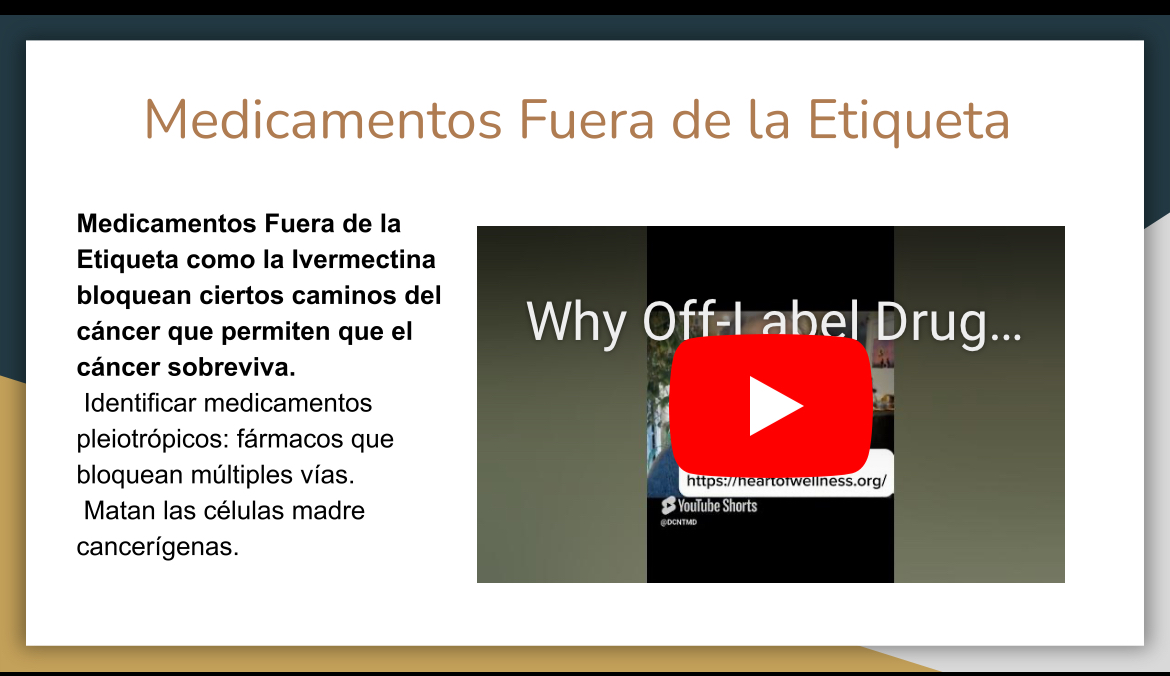 Medicamentos Fuera de la Etiqueta
Medicamentos Fuera de la
Etiqueta como la Ivermectina
bloquean ciertos caminos del
cáncer que permiten que el
cáncer sobreviva.
Identificar medicamentos
pleiotrópicos: fármacos que
bloquean múltiples vías.
Matan las células madre
cancerígenas.
Why Off-Label Drug...
https://heartofwellness.org/
YouTube Shorts
@DCNTMD